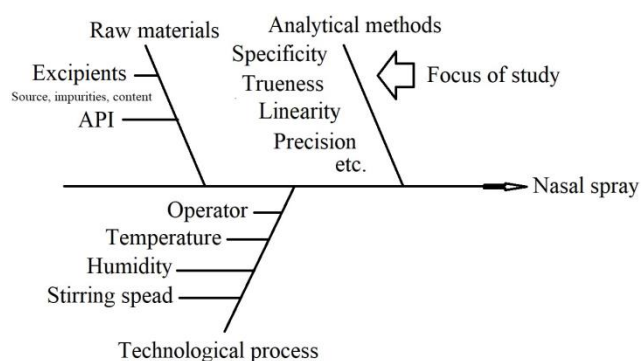 Raw materials
Excipients
Source, impurities, content
API
Analytical methods
Specificity
Trueness
Linearity
Precision
etc.
Focus of study
Nasal spray
Operator
Temperature
Humidity
Stirring spead
Technological process